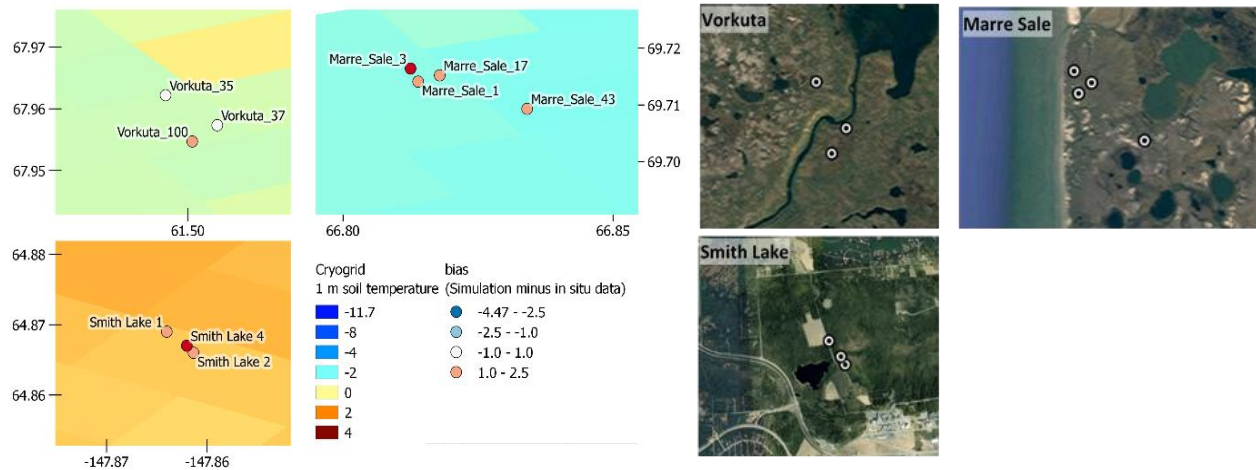 67.97
67.96
67.95
Vorkuta_35
Vorkuta_37
Vorkuta_100
61.50
Marre_Sale_3
Marre_Sale_17
Marre_Sale_1
Marre_Sale_43
69.72
69.71
69.70
66.80
66.85
Vorkuta
Marre Sale
64.88
64.87
64.86
Smith Lake 1
Smith Lake 4
Smith Lake 2
-147.87
-147.86
Cryogrid
1 m soil temperature
-11.7
-8
-4
-2
0
2
4
bias
(Simulation minus in situ data)
-4.47 - -2.5
-2.5 - -1.0
-1.0 - 1.0
1.0 - 2.5
Smith Lake